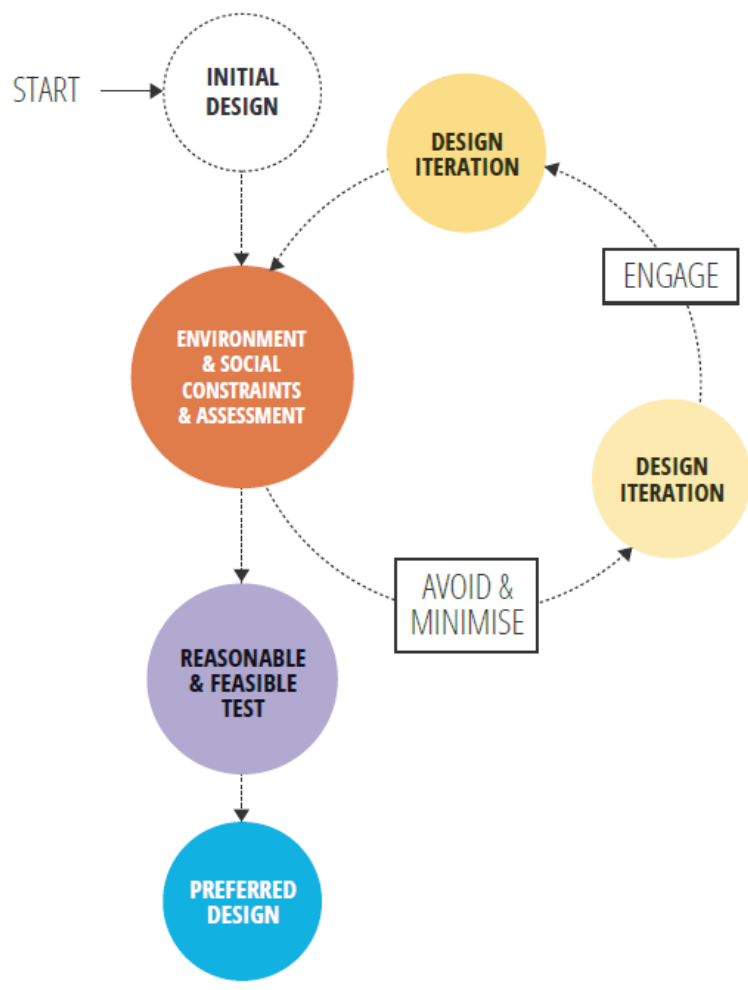 START
INITIAL
DESIGN
DESIGN
ITERATION
ENGAGE
ENVIRONMENT
& SOCIAL
CONSTRAINTS
& ASSESSMENT
DESIGN
ITERATION
AVOID &
MINIMISE
REASONABLE
& FEASIBLE
TEST
PREFERRED
DESIGN